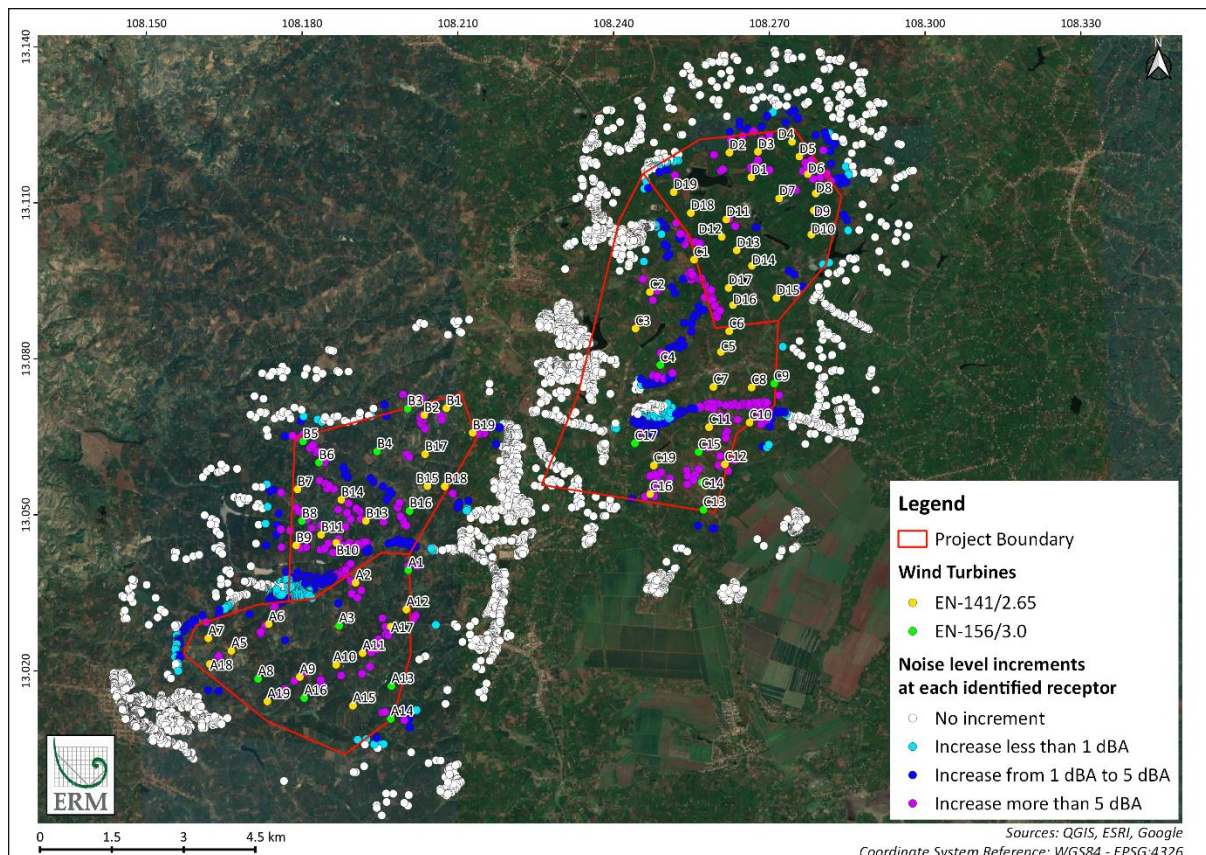 108.150 108.180 108.210 108.240 108.270 108.300 108.330
13.140
13.110
13.080
13.050
13.020
N
D4
D2 D3
D5
D1 D6
D19 D7 D8
D18 D9
D11
D12 D10
D13
C1 D14
C2 D17
D15
D16
C3 C6
C5
C4
C7 C8 C9
B3 B1
B2
C11 C10
B19
B5 C17
B4 B17 C15
B6 C19 C12
B7 B15 B18 C14
B14 C16
B16 C13
B8 B13
B11
B9 B10
A1
A2
A12
A6 A3
A7 A17
A5 A11
A18 A10
A8 A9
A13
A19 A16 A15
A14
Legend
Project Boundary
Wind Turbines
EN-141/2.65
EN-156/3.0
Noise level increments
at each identified receptor
No increment
Increase less than 1 dBA
Increase from 1 dBA to 5 dBA
Increase more than 5 dBA
ERM
0 1.5 3 4.5 km
Sources: QGIS, ESRI, Google
Coordinate System Reference: WGS84 - EPSG:4326